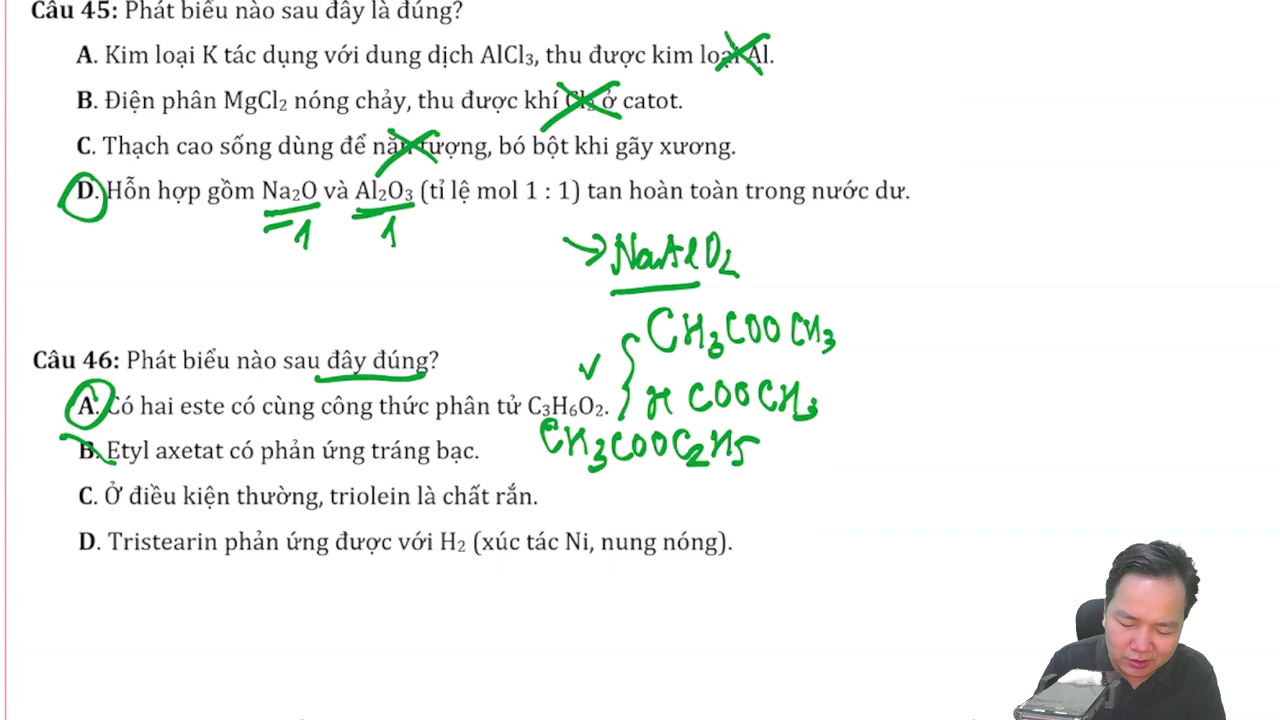 Câu 45: Phát biểu nào sau đây là đúng?
A. Kim loại K tác dụng với dung dịch AlCl₃, thu được kim loại Al.
B. Điện phân MgCl₂ nóng chảy, thu được khí Cl₂ ở catot.
C. Thạch cao sống dùng để nặn tượng, bó bột khi gãy xương.
D. Hỗn hợp gồm Na₂O và Al₂O₃ (tỉ lệ mol 1 : 1) tan hoàn toàn trong nước dư.
1 1
→ NaAlO₂
CH₃COOCH₃
Câu 46: Phát biểu nào sau đây đúng?
A. Có hai este có cùng công thức phân tử C₃H₆O₂.
HCOOCH₃
CH₃COOC₂H₅
B. Etyl axetat có phản ứng tráng bạc.
C. Ở điều kiện thường, triolein là chất rắn.
D. Tristearin phản ứng được với H₂ (xúc tác Ni, nung nóng).